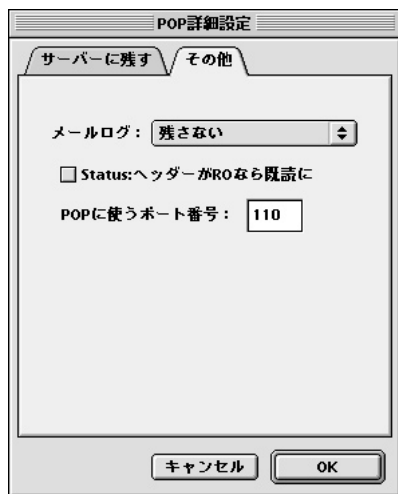 POP詳細設定
サーバーに残す その他
メールログ： 残さない
Status:ヘッダーがROなら既読に
POPに使うポート番号： 110
キャンセル OK